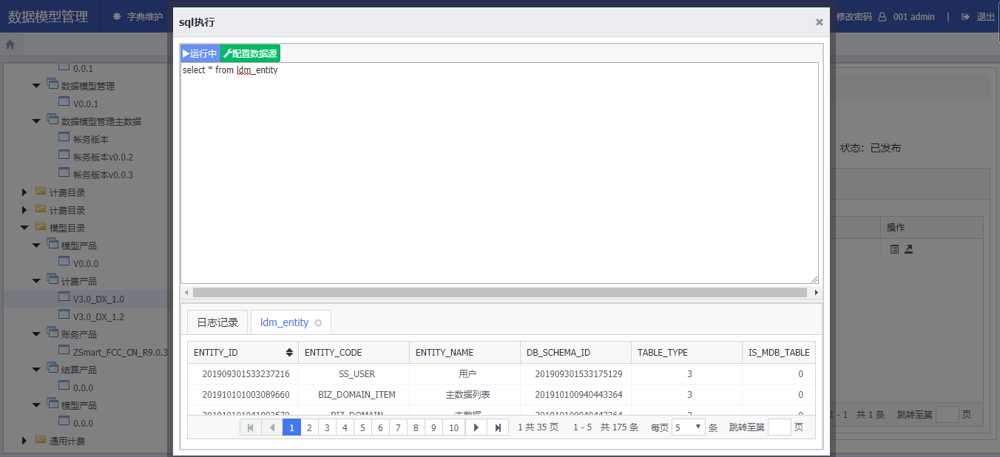 数据模型管理
字典维护
修改密码
001 admin
|
退出
0.0.1
数据模型管理
V0.0.1
数据模型管理主数据
帐务版本
帐务版本v0.0.2
帐务版本v0.0.3
计费目录
计费目录
模型目录
模型产品
V0.0.0
计费产品
V3.0_DX_1.0
V3.0_DX_1.2
账务产品
ZSmart_FCC_CN_R9.0.3
结算产品
0.0.0
模型产品
0.0.0
通用计费
sql执行
运行中 配置数据源
select * from ldm_entity
日志记录 ldm_entity
ENTITY_ID ENTITY_CODE ENTITY_NAME DB_SCHEMA_ID TABLE_TYPE IS_MDB_TABLE
201909301533237216 SS_USER 用户 201909301533175129 3 0
201910101003089660 BIZ_DOMAIN_ITEM 主数据列表 201910100940443364 3 0
BIZ_DOMAIN 主数据 201910100940443364 3 0
1 2 3 4 5 6 7 8 9 10 1 共 35 页 1 - 5 共 175 条 每页 5 条 跳转至第 页
状态: 已发布
操作
1 - 1 共 1 条 跳转至第 页